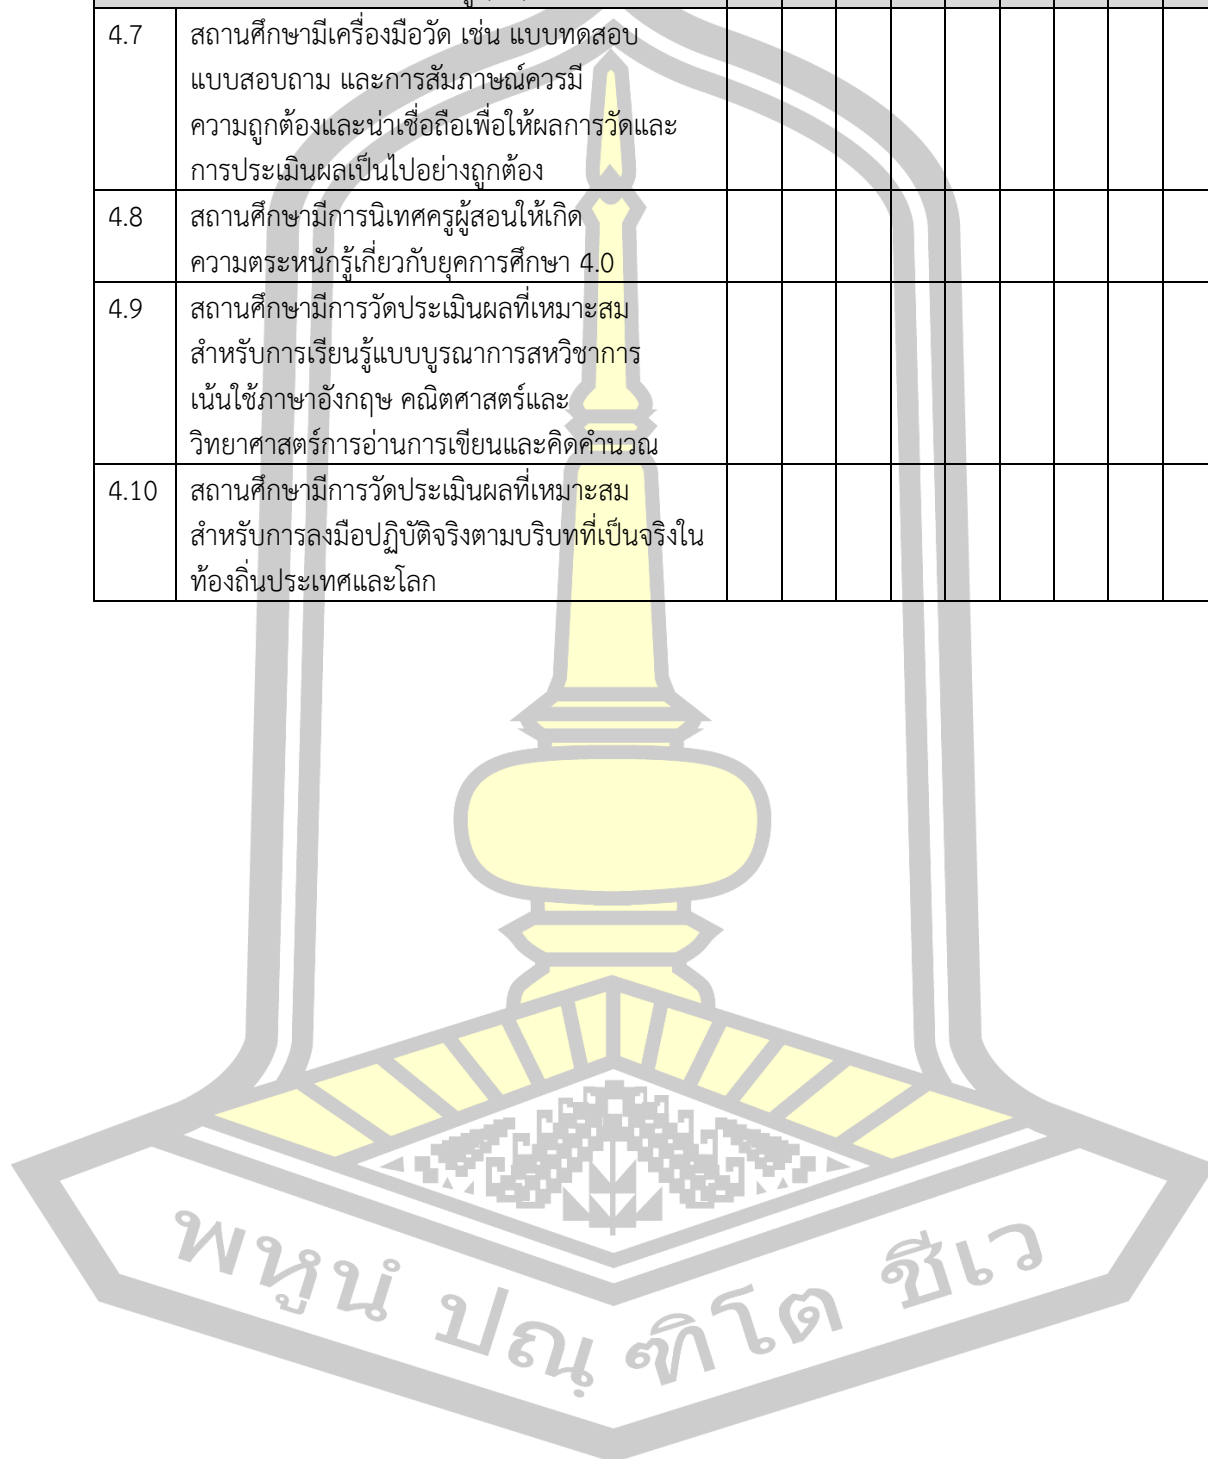 4.7 สถานศึกษามีเครื่องมือวัด เช่น แบบทดสอบ
แบบสอบถาม และการสัมภาษณ์ควรมี
ความถูกต้องและน่าเชื่อถือเพื่อให้ผลการวัดและ
การประเมินผลเป็นไปอย่างถูกต้อง
4.8 สถานศึกษามีการนิเทศครูผู้สอนให้เกิด
ความตระหนักรู้เกี่ยวกับยุคการศึกษา 4.0
4.9 สถานศึกษามีการวัดประเมินผลที่เหมาะสม
สำหรับการเรียนรู้แบบบูรณาการสหวิชาการ
เน้นใช้ภาษาอังกฤษ คณิตศาสตร์และ
วิทยาศาสตร์การอ่านการเขียนและคิดคำนวณ
4.10 สถานศึกษามีการวัดประเมินผลที่เหมาะสม
สำหรับการลงมือปฏิบัติจริงตามบริบทที่เป็นจริงใน
ท้องถิ่นประเทศและโลก
พหูนํ ปณฺฑิโต ชีเว